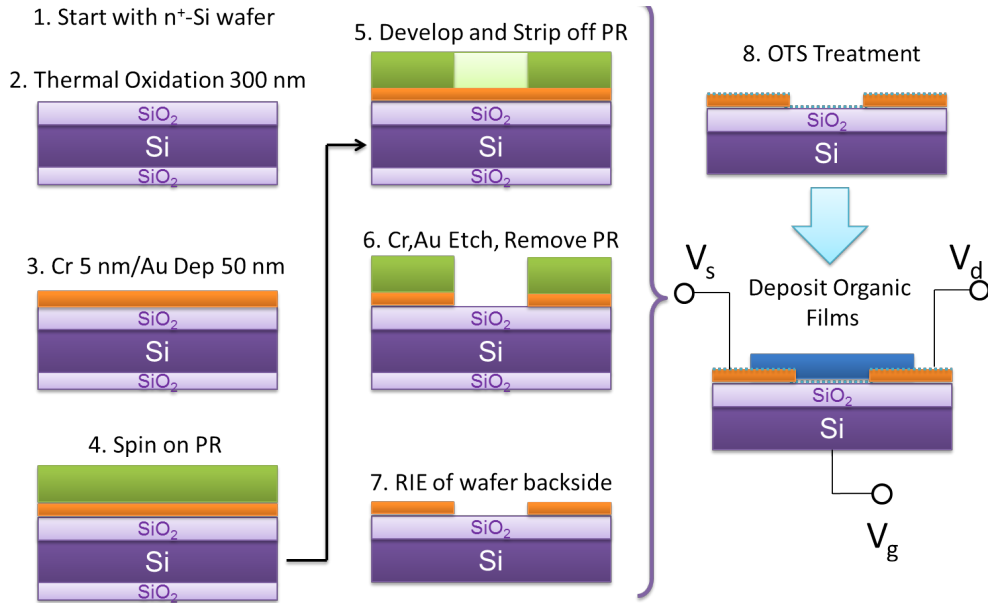 1. Start with n⁺-Si wafer
2. Thermal Oxidation 300 nm
SiO₂
Si
SiO₂
3. Cr 5 nm/Au Dep 50 nm
SiO₂
Si
SiO₂
4. Spin on PR
SiO₂
Si
SiO₂
5. Develop and Strip off PR
SiO₂
Si
SiO₂
6. Cr,Au Etch, Remove PR
SiO₂
Si
SiO₂
7. RIE of wafer backside
SiO₂
Si
8. OTS Treatment
SiO₂
Si
Vₛ
V_d
Deposit Organic
Films
SiO₂
Si
V_g